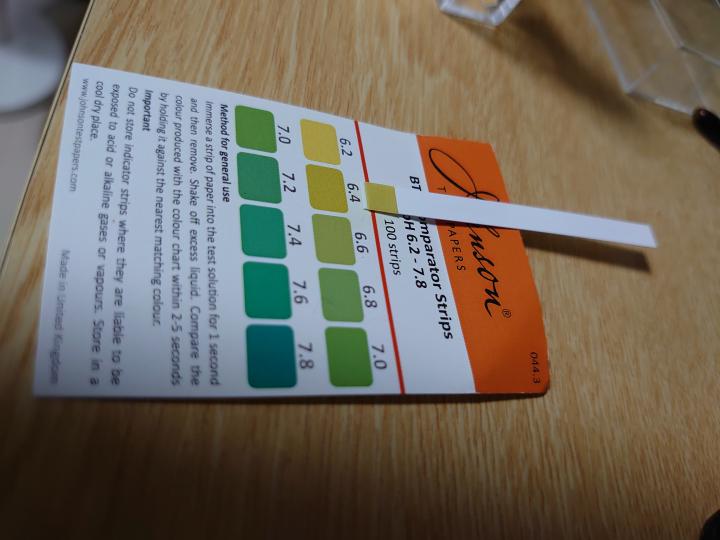 Johnson®
T PAPERS
044.3
BT mparator Strips
pH 6.2 - 7.8
100 strips
6.2 6.4 6.6 6.8 7.0
7.0 7.2 7.4 7.6 7.8
Method for general use
Immerse a strip of paper into the test solution for 1 second
and then remove. Shake off excess liquid. Compare the
colour produced with the colour chart within 2-5 seconds
by holding it against the nearest matching colour.
Important
Do not store indicator strips where they are liable to be
exposed to acid or alkaline gases or vapours. Store in a
cool dry place.
www.johnsontestpapers.com Made in United Kingdom